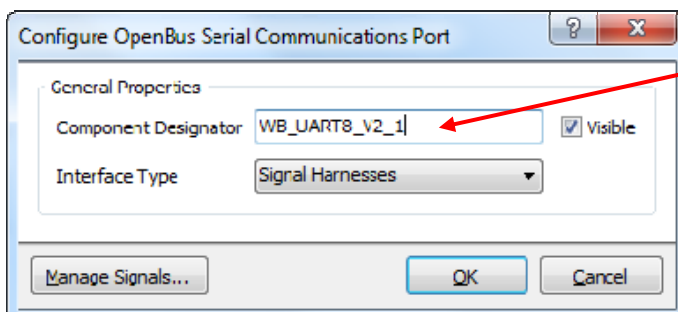 Configure OpenBus Serial Communications Port
General Properties
Component Designator WB_UART8_V2_1 Visible
Interface Type Signal Harnesses
Manage Signals... OK Cancel